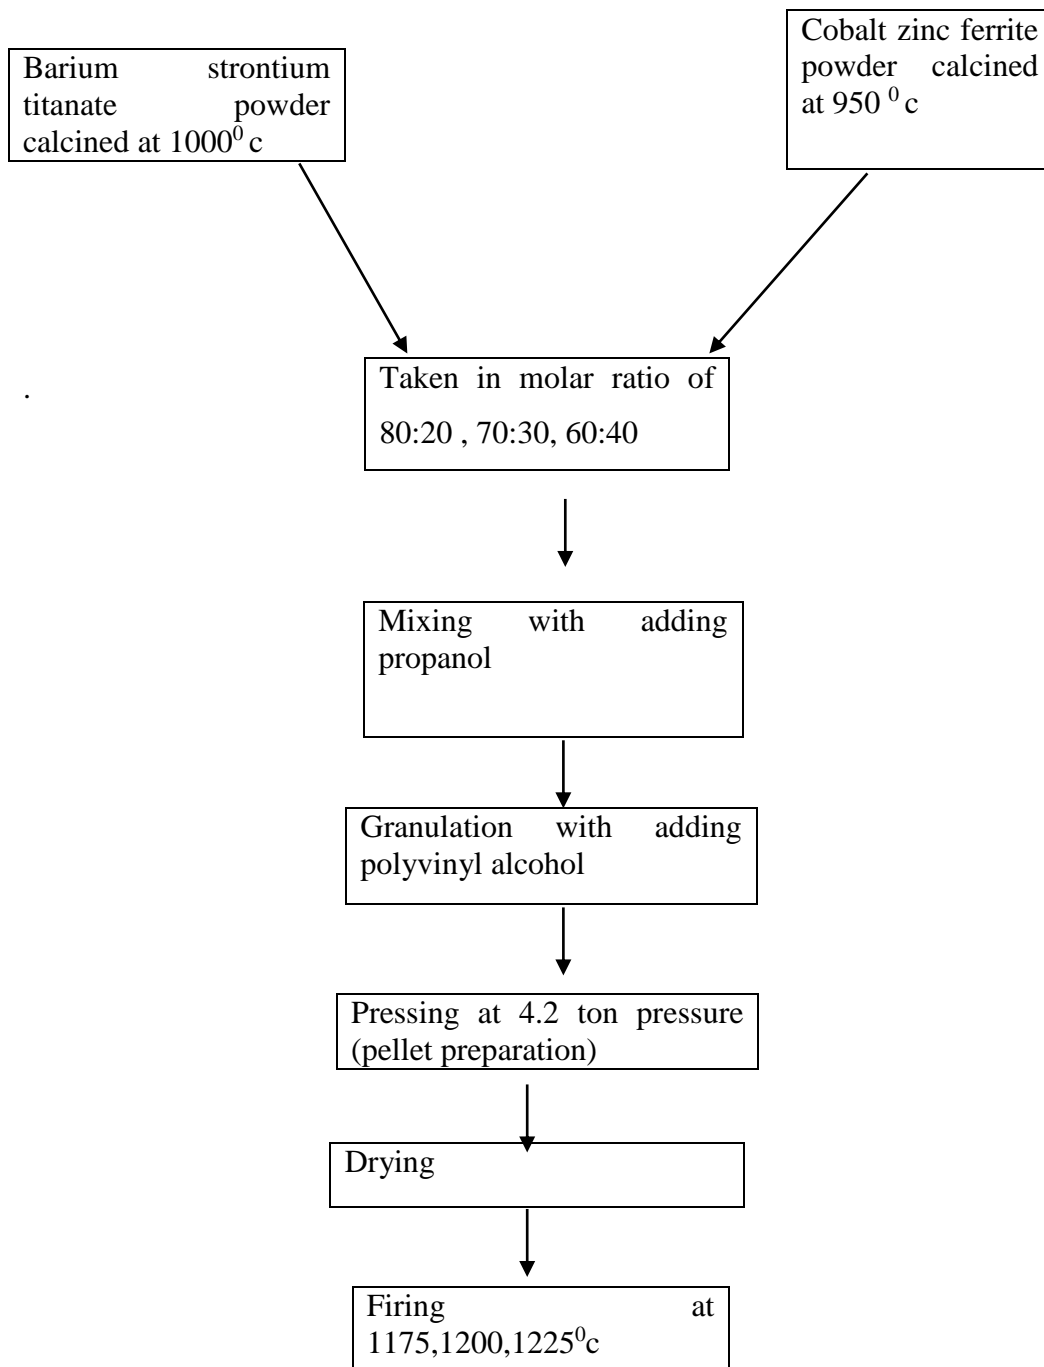 Barium strontium
titanate powder
calcined at 1000⁰ c
Cobalt zinc ferrite
powder calcined
at 950 ⁰ c
.
Taken in molar ratio of
80:20 , 70:30, 60:40
Mixing with adding
propanol
Granulation with adding
polyvinyl alcohol
Pressing at 4.2 ton pressure
(pellet preparation)
Drying
Firing at
1175,1200,1225⁰c